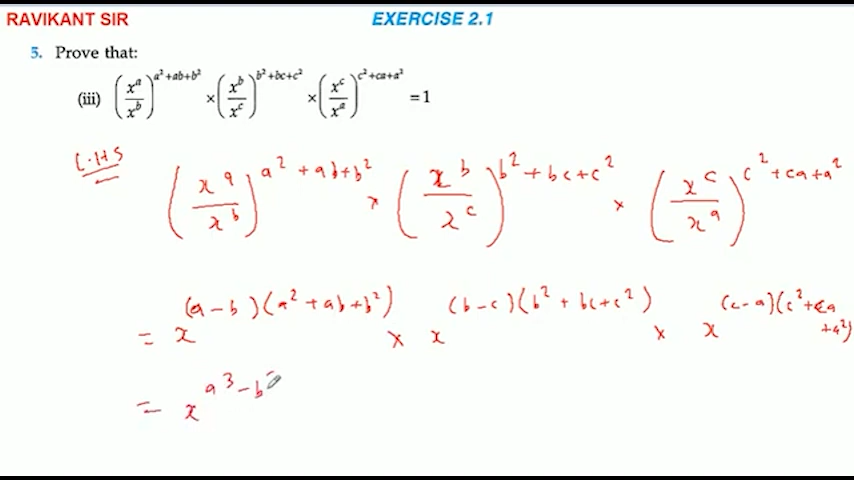 RAVIKANT SIR
EXERCISE 2.1
5. Prove that:
(iii) (x^a/x^b)^(a²+ab+b²) × (x^b/x^c)^(b²+bc+c²) × (x^c/x^a)^(c²+ca+a²) = 1
L.H.S
(x^a/x^b)^(a²+ab+b²) × (x^b/x^c)^(b²+bc+c²) × (x^c/x^a)^(c²+ca+a²)
= x^(a-b)(a²+ab+b²) × x^(b-c)(b²+bc+c²) × x^(c-a)(c²+ca+a²)
= x^a³-b